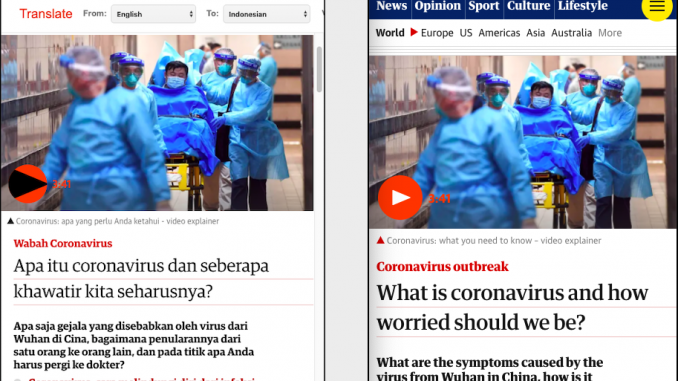 Translate From: English To: Indonesian
3:41
▲ Coronavirus: apa yang perlu Anda ketahui - video explainer
Wabah Coronavirus
Apa itu coronavirus dan seberapa
khawatir kita seharusnya?
Apa saja gejala yang disebabkan oleh virus dari
Wuhan di Cina, bagaimana penularannya dari
satu orang ke orang lain, dan pada titik apa Anda
harus pergi ke dokter?
News Opinion Sport Culture Lifestyle
World Europe US Americas Asia Australia More
3:41
▲ Coronavirus: what you need to know – video explainer
Coronavirus outbreak
What is coronavirus and how
worried should we be?
What are the symptoms caused by the
virus from Wuhan in China, how is it